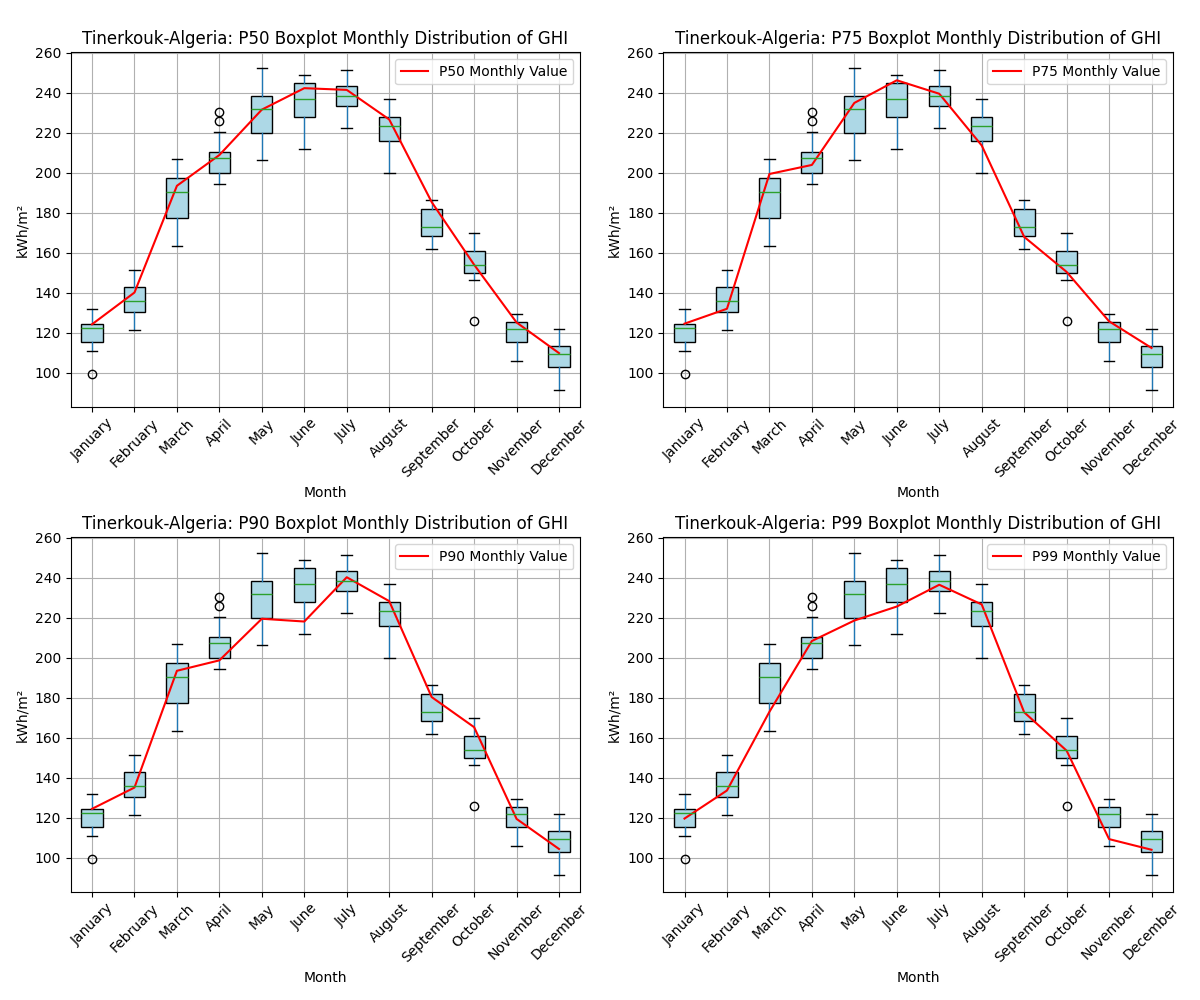 Tinerkouk-Algeria: P50 Boxplot Monthly Distribution of GHI
P50 Monthly Value
260
240
220
200
180
160
140
120
100
kWh/m²
January
February
March
April
May
June
July
August
September
October
November
December
Month
Tinerkouk-Algeria: P75 Boxplot Monthly Distribution of GHI
P75 Monthly Value
260
240
220
200
180
160
140
120
100
kWh/m²
January
February
March
April
May
June
July
August
September
October
November
December
Month
Tinerkouk-Algeria: P90 Boxplot Monthly Distribution of GHI
P90 Monthly Value
260
240
220
200
180
160
140
120
100
kWh/m²
January
February
March
April
May
June
July
August
September
October
November
December
Month
Tinerkouk-Algeria: P99 Boxplot Monthly Distribution of GHI
P99 Monthly Value
260
240
220
200
180
160
140
120
100
kWh/m²
January
February
March
April
May
June
July
August
September
October
November
December
Month